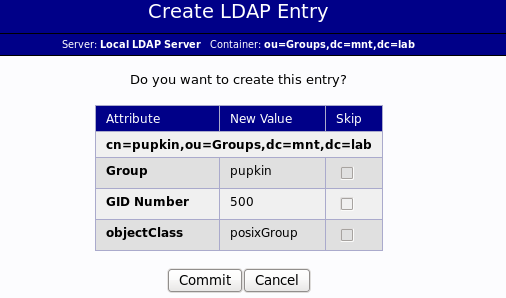 Create LDAP Entry
Server: Local LDAP Server Container: ou=Groups,dc=mnt,dc=lab
Do you want to create this entry?
Attribute New Value Skip
cn=pupkin,ou=Groups,dc=mnt,dc=lab
Group pupkin
GID Number 500
objectClass posixGroup
Commit Cancel